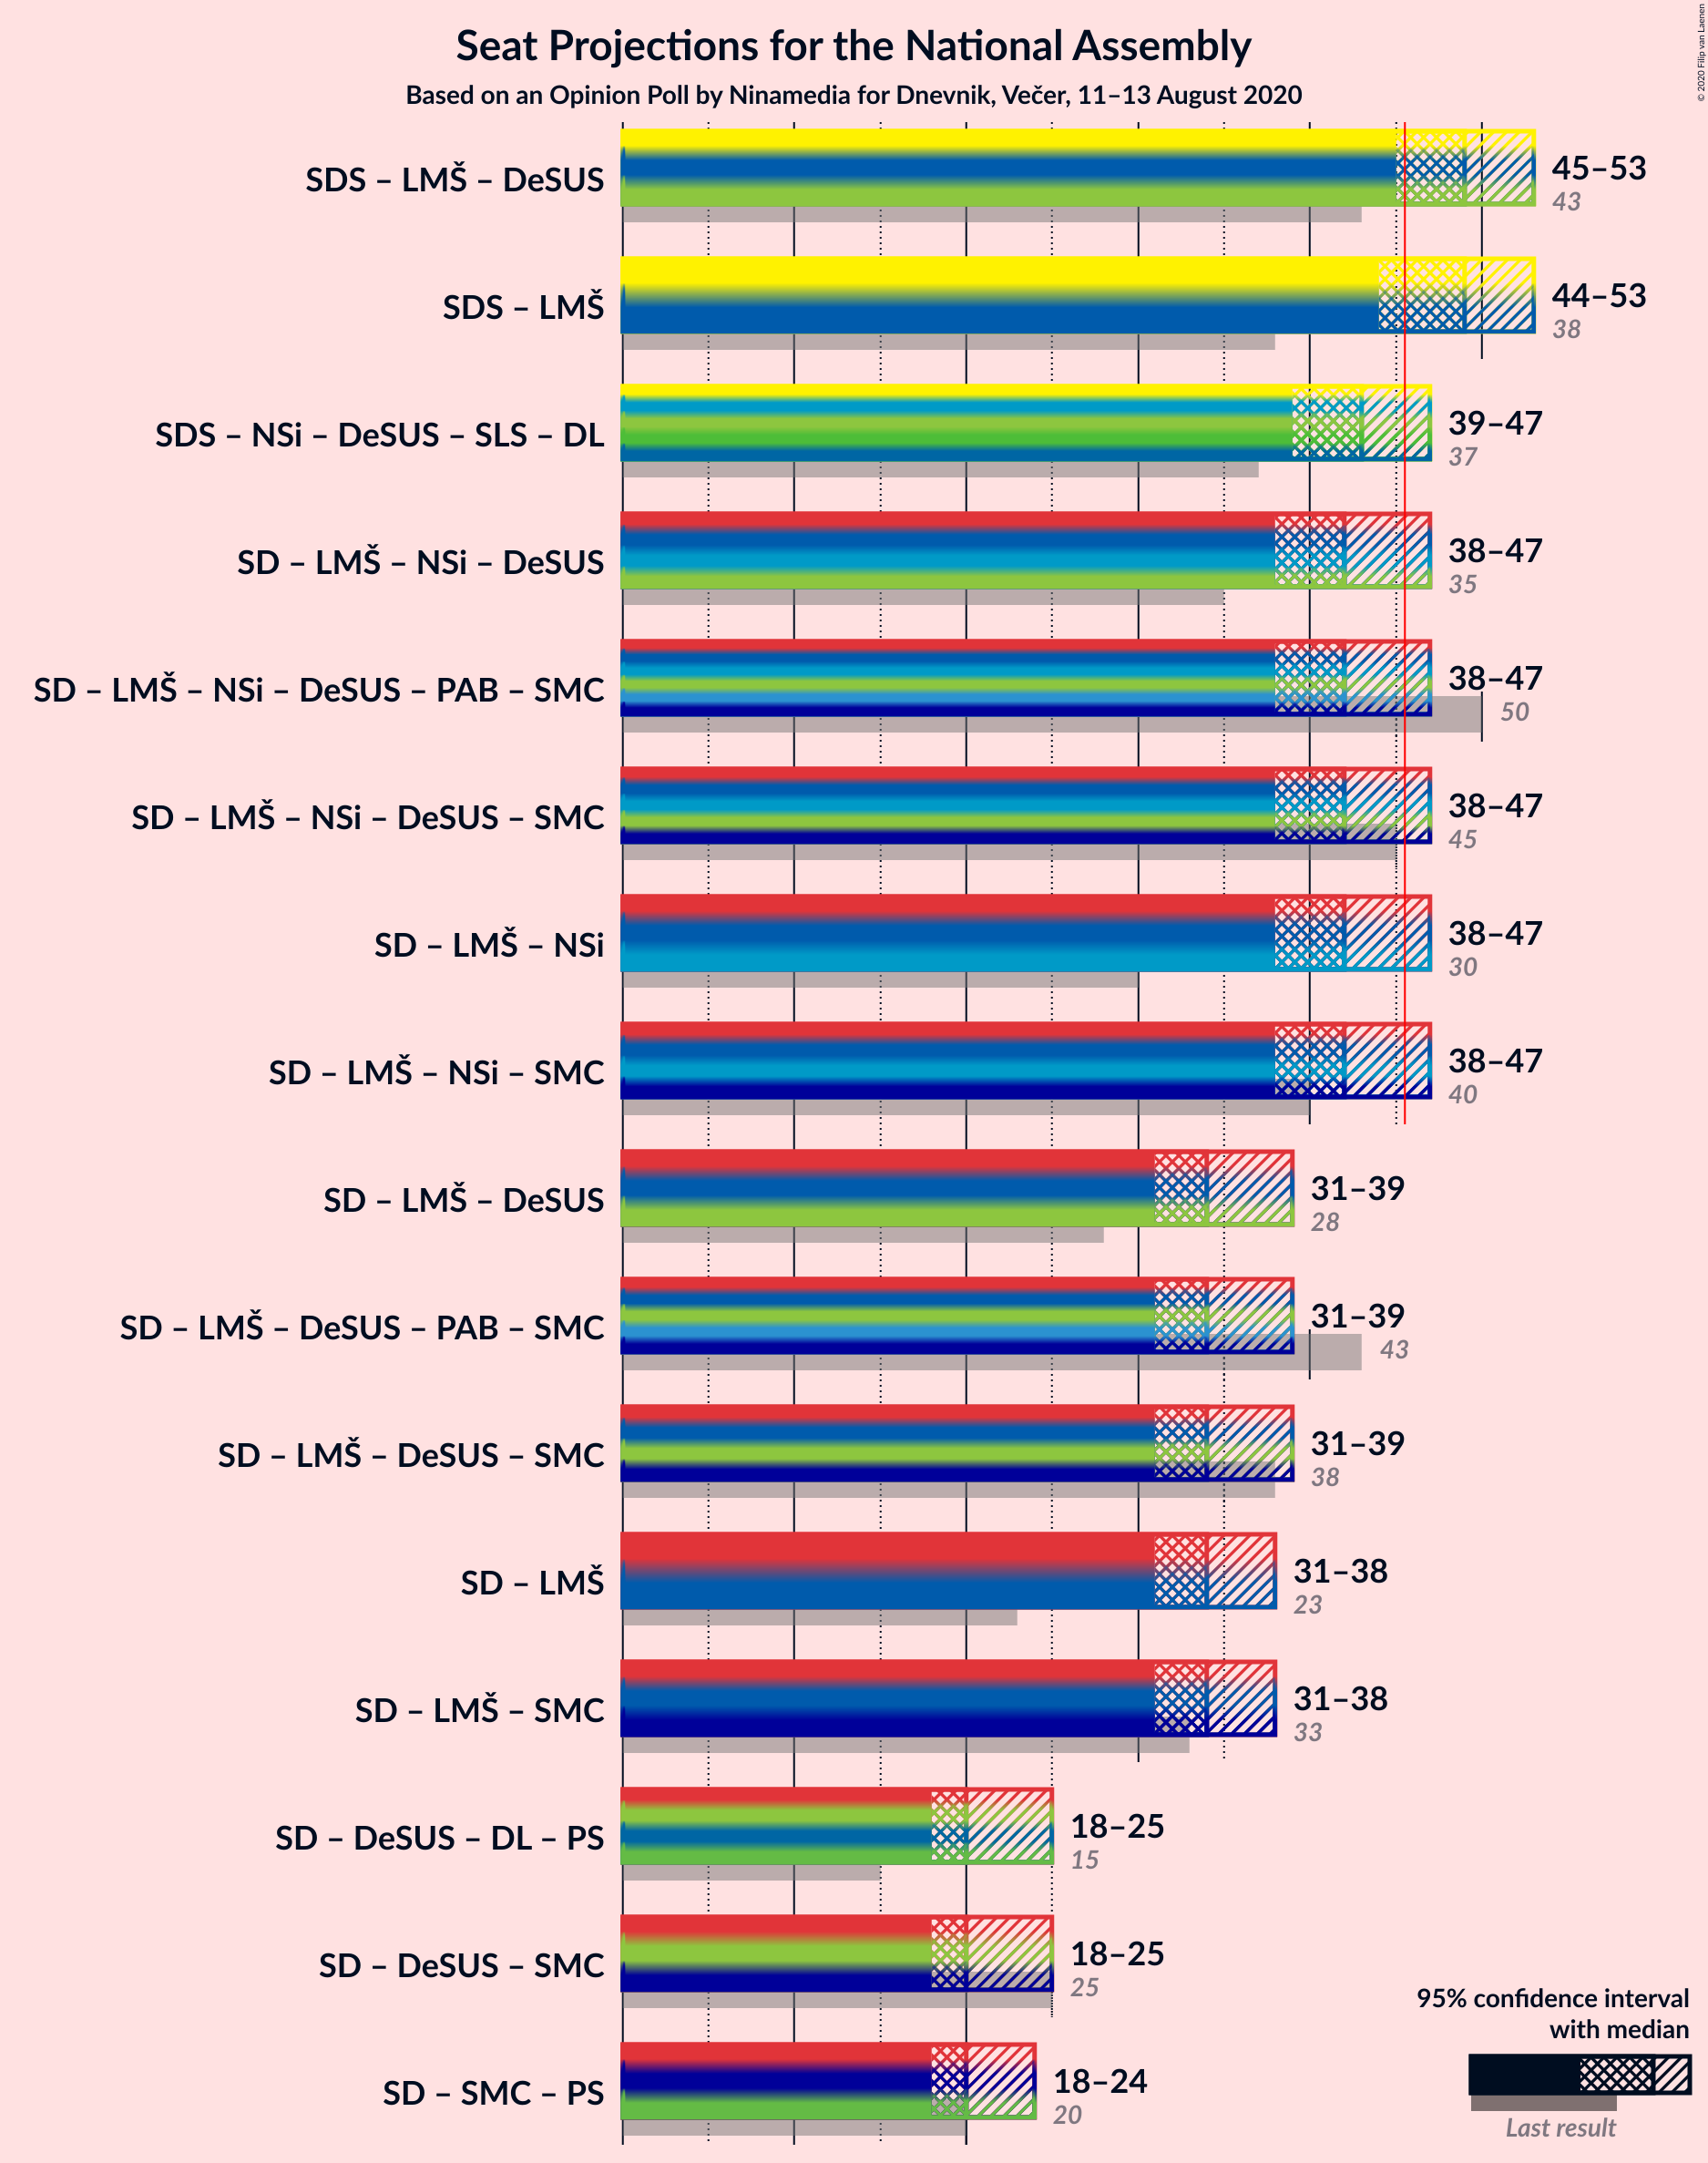 Seat Projections for the National Assembly
Based on an Opinion Poll by Ninamedia for Dnevnik, Večer, 11–13 August 2020
© 2020 Filip van Laenen
SDS – LMŠ – DeSUS
45–53
43
SDS – LMŠ
44–53
38
SDS – NSi – DeSUS – SLS – DL
39–47
37
SD – LMŠ – NSi – DeSUS
38–47
35
SD – LMŠ – NSi – DeSUS – PAB – SMC
38–47
50
SD – LMŠ – NSi – DeSUS – SMC
38–47
45
SD – LMŠ – NSi
38–47
30
SD – LMŠ – NSi – SMC
38–47
40
SD – LMŠ – DeSUS
31–39
28
SD – LMŠ – DeSUS – PAB – SMC
31–39
43
SD – LMŠ – DeSUS – SMC
31–39
38
SD – LMŠ
31–38
23
SD – LMŠ – SMC
31–38
33
SD – DeSUS – DL – PS
18–25
15
SD – DeSUS – SMC
18–25
25
SD – SMC – PS
18–24
20
95% confidence interval
with median
Last result